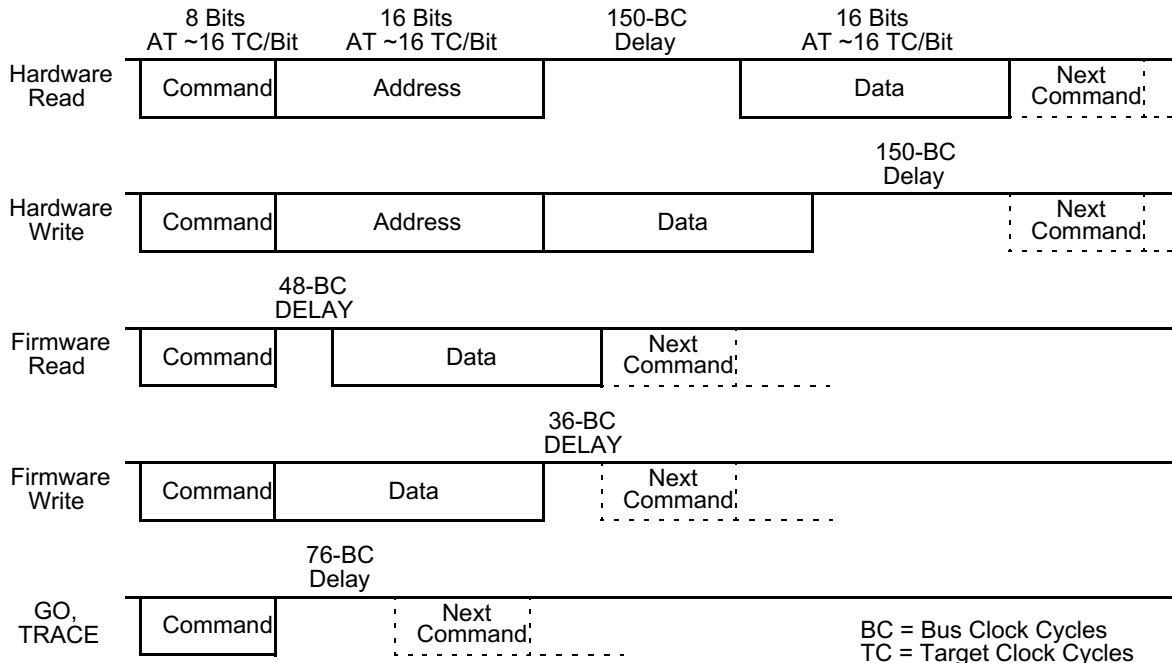 8 Bits
AT ~16 TC/Bit
16 Bits
AT ~16 TC/Bit
150-BC
Delay
16 Bits
AT ~16 TC/Bit
Hardware
Read
Command
Address
Data
Next
Command
150-BC
Delay
Hardware
Write
Command
Address
Data
Next
Command
48-BC
DELAY
Firmware
Read
Command
Data
Next
Command
36-BC
DELAY
Firmware
Write
Command
Data
Next
Command
76-BC
Delay
GO,
TRACE
Command
Next
Command
BC = Bus Clock Cycles
TC = Target Clock Cycles